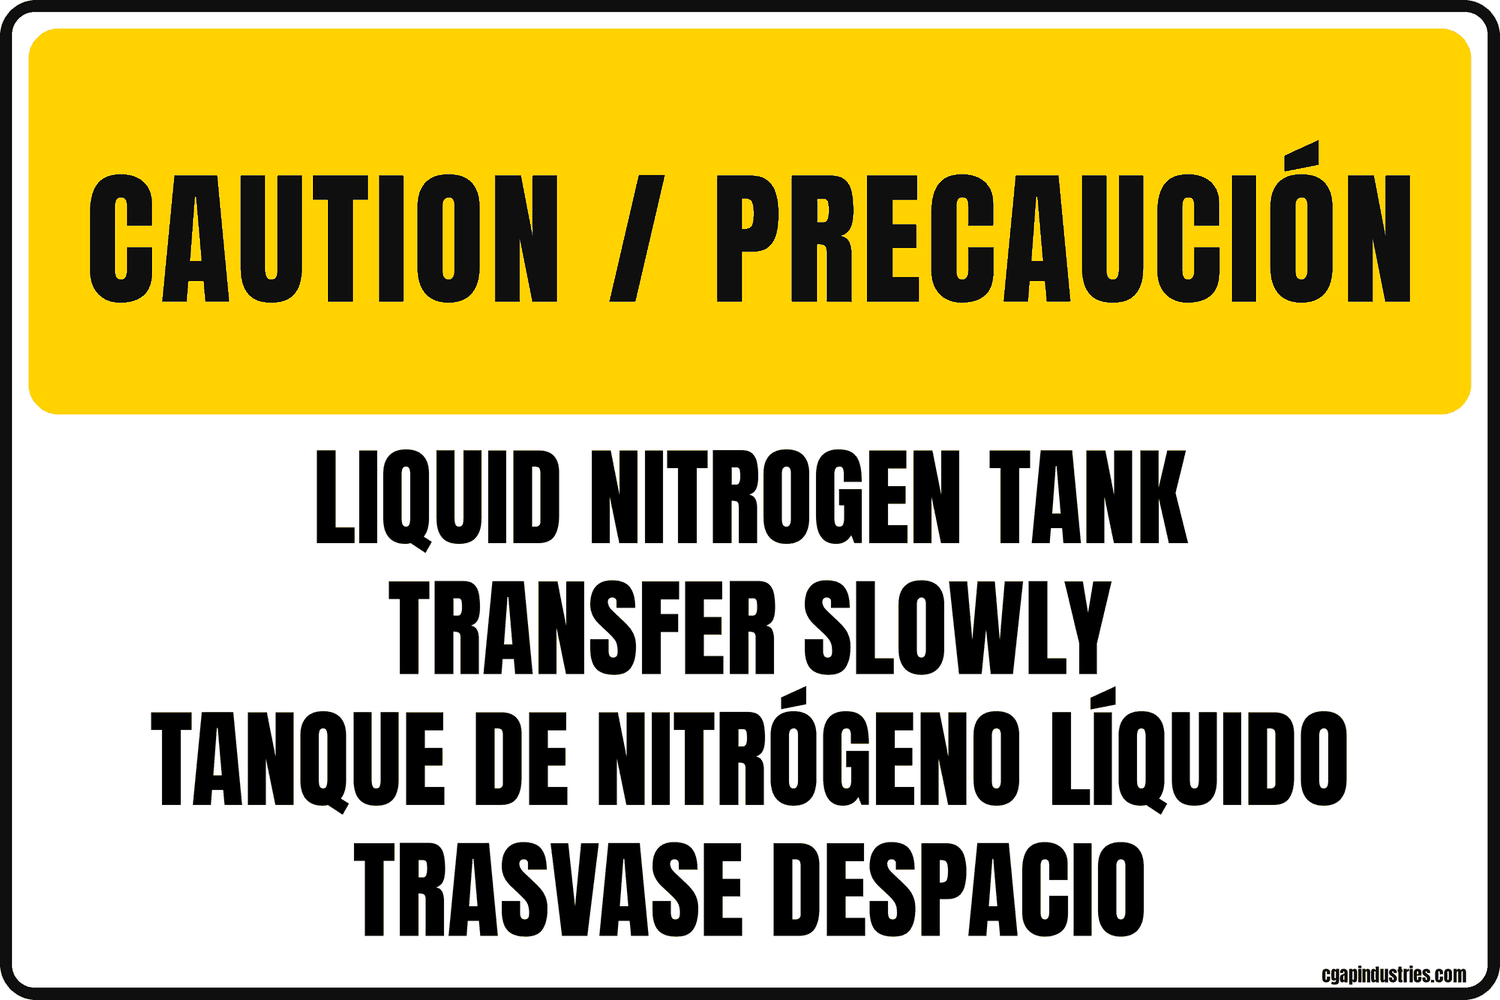 CAUTION / PRECAUCIÓN
LIQUID NITROGEN TANK
TRANSFER SLOWLY
TANQUE DE NITRÓGENO LÍQUIDO
TRASVASE DESPACIO
cgapindustries.com